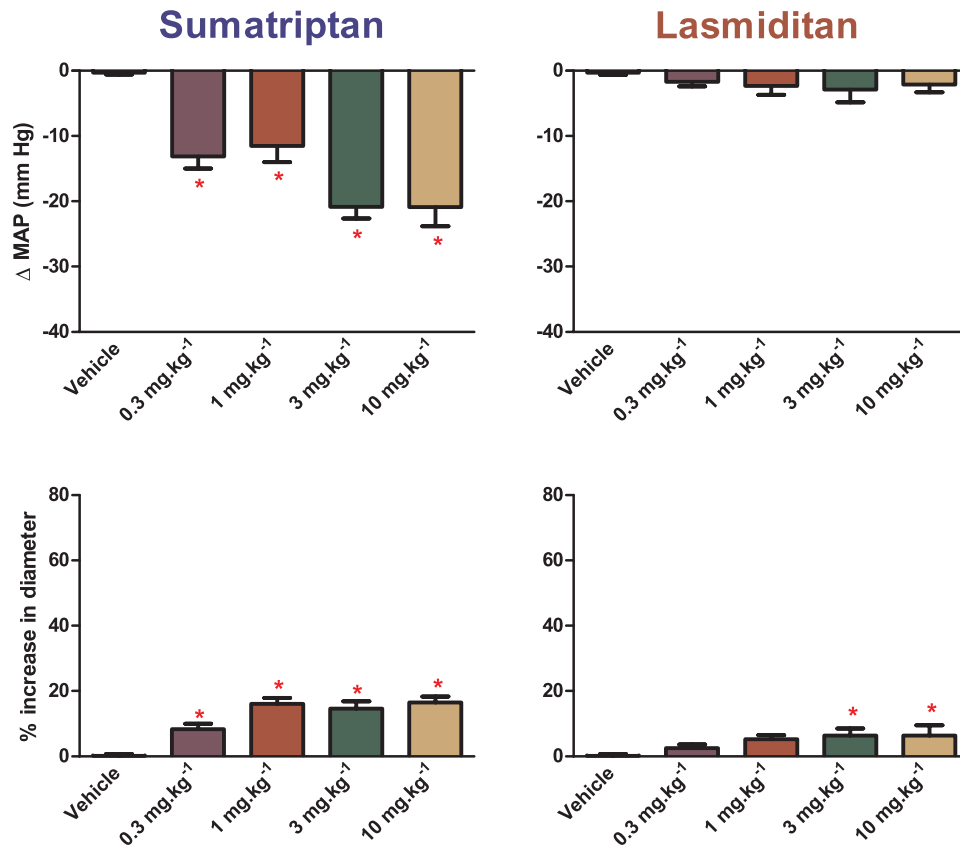 Sumatriptan
Lasmiditan
Δ MAP (mm Hg)
0
-10
-20
-30
-40
*
*
*
*
Vehicle
0.3 mg.kg⁻¹
1 mg.kg⁻¹
3 mg.kg⁻¹
10 mg.kg⁻¹
0
-10
-20
-30
-40
Vehicle
0.3 mg.kg⁻¹
1 mg.kg⁻¹
3 mg.kg⁻¹
10 mg.kg⁻¹
% increase in diameter
80
60
40
20
0
*
*
*
*
Vehicle
0.3 mg.kg⁻¹
1 mg.kg⁻¹
3 mg.kg⁻¹
10 mg.kg⁻¹
80
60
40
20
0
*
*
Vehicle
0.3 mg.kg⁻¹
1 mg.kg⁻¹
3 mg.kg⁻¹
10 mg.kg⁻¹